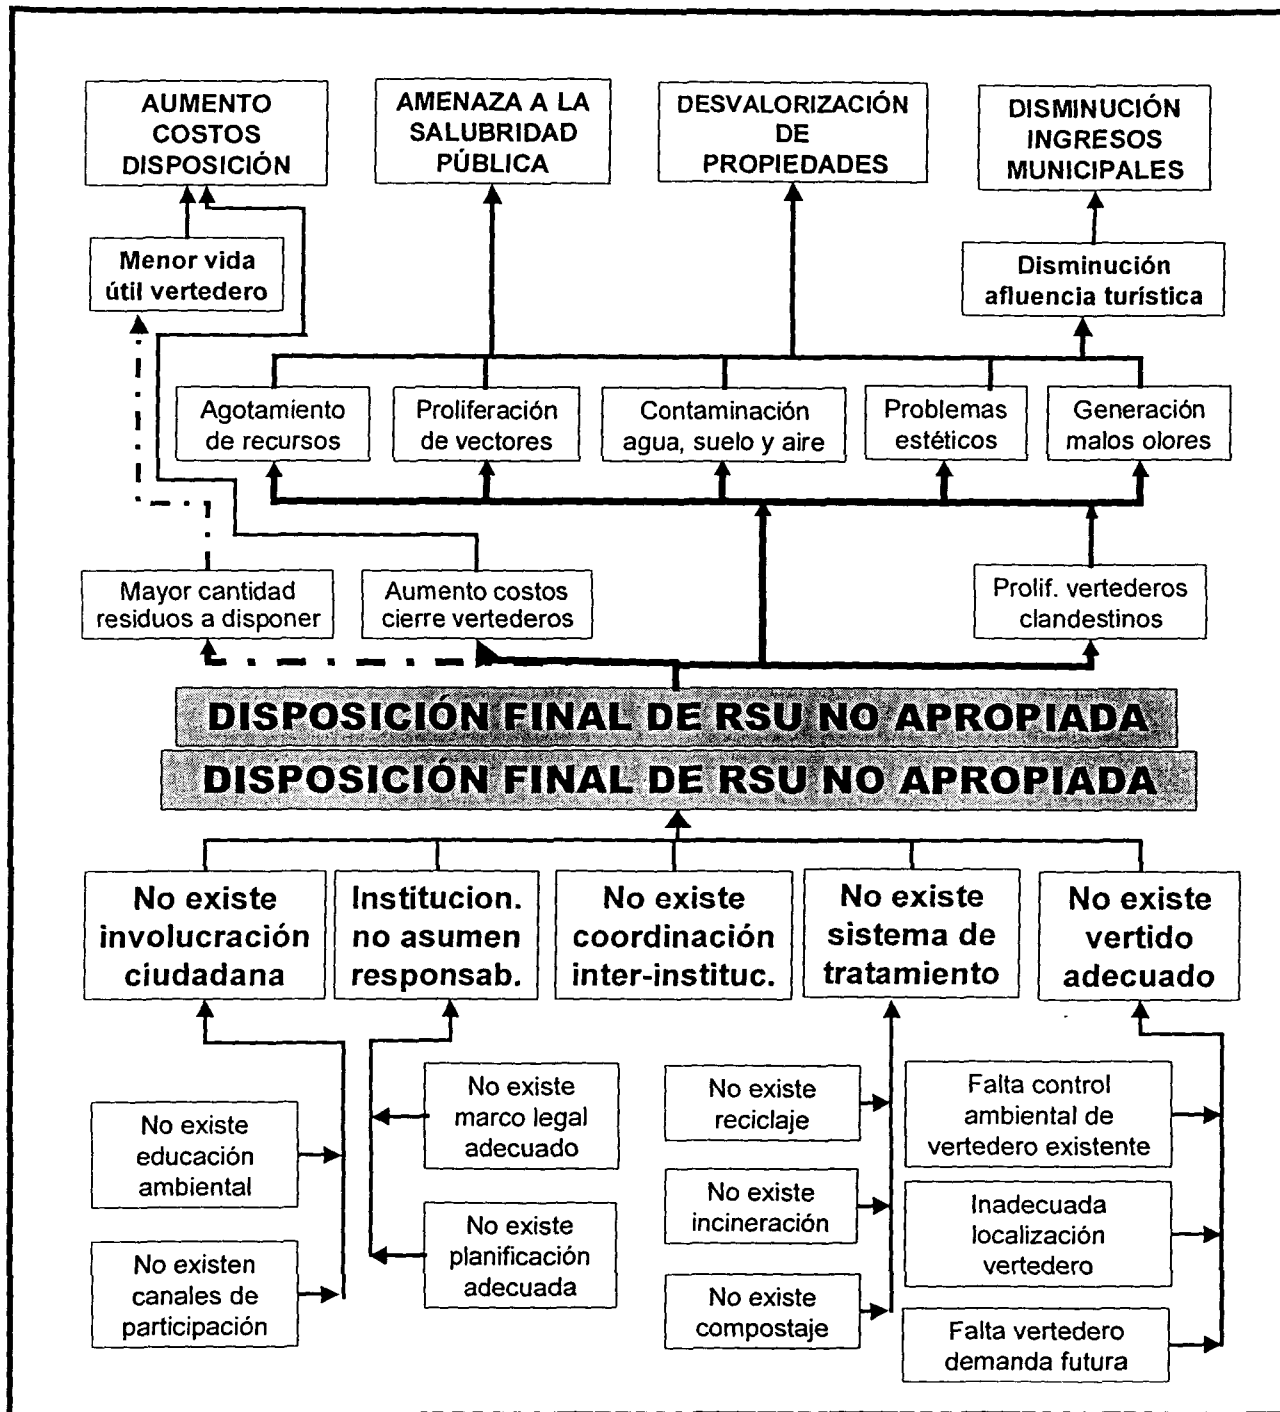 AUMENTO
COSTOS
DISPOSICIÓN
AMENAZA A LA
SALUBRIDAD
PÚBLICA
DESVALORIZACIÓN
DE
PROPIEDADES
DISMINUCIÓN
INGRESOS
MUNICIPALES
Menor vida
útil vertedero
Disminución
afluencia turística
Agotamiento
de recursos
Proliferación
de vectores
Contaminación
agua, suelo y aire
Problemas
estéticos
Generación
malos olores
Mayor cantidad
residuos a disponer
Aumento costos
cierre vertederos
Prolif. vertederos
clandestinos
DISPOSICIÓN FINAL DE RSU NO APROPIADA
DISPOSICIÓN FINAL DE RSU NO APROPIADA
No existe
involucración
ciudadana
Institucion.
no asumen
responsab.
No existe
coordinación
inter-instituc.
No existe
sistema de
tratamiento
No existe
vertido
adecuado
No existe
educación
ambiental
No existen
canales de
participación
No existe
marco legal
adecuado
No existe
planificación
adecuada
No existe
reciclaje
No existe
incineración
No existe
compostaje
Falta control
ambiental de
vertedero existente
Inadecuada
localización
vertedero
Falta vertedero
demanda futura